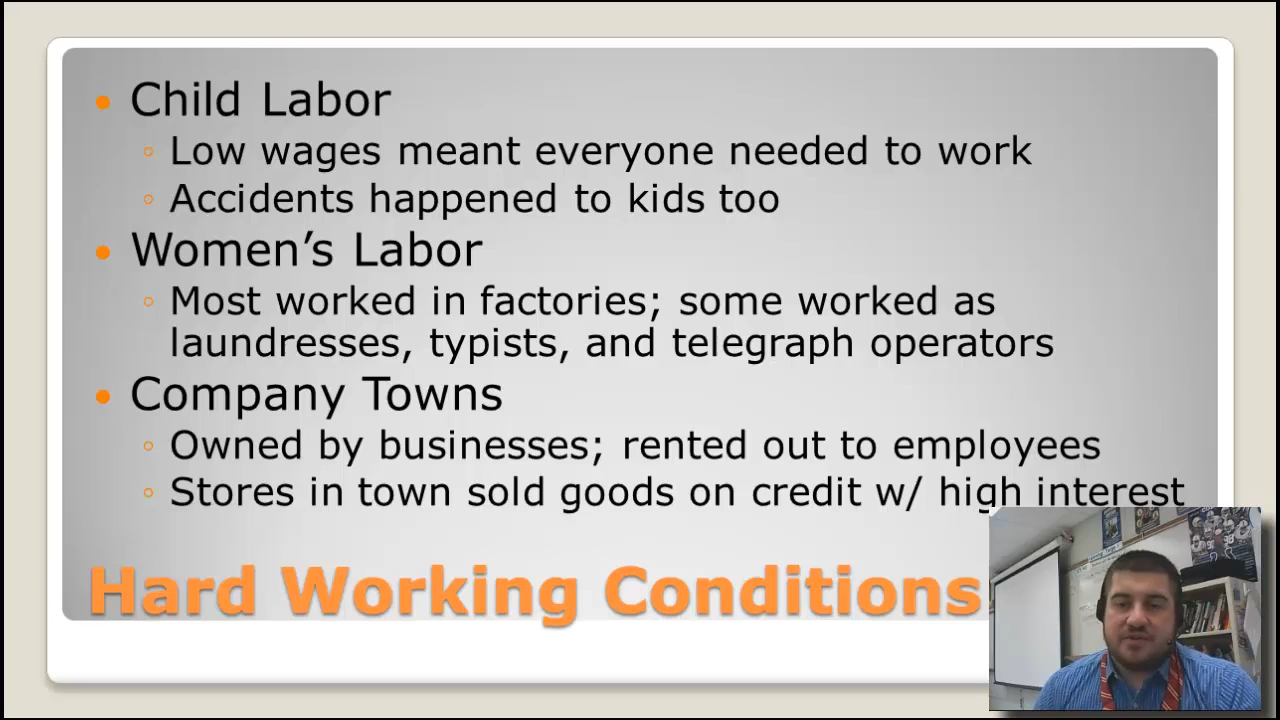 Child Labor
Low wages meant everyone needed to work
Accidents happened to kids too
Women’s Labor
Most worked in factories; some worked as
laundresses, typists, and telegraph operators
Company Towns
Owned by businesses; rented out to employees
Stores in town sold goods on credit w/ high interest
Hard Working Conditions